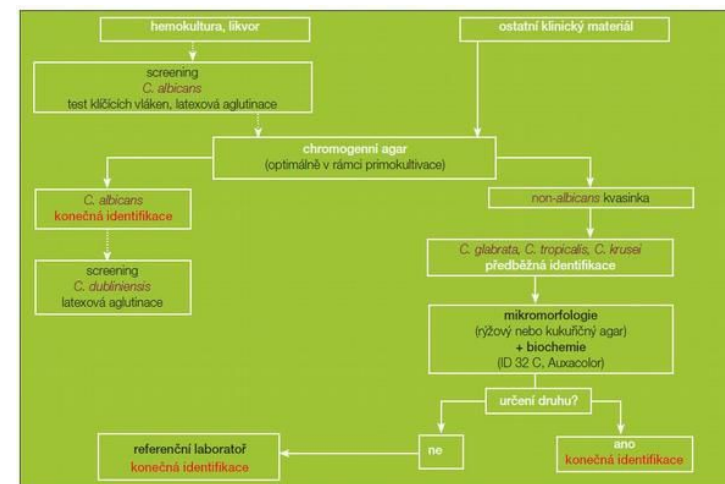 hemokultura, likvor
ostatní klinický materiál
screening
C. albicans
test klíčících vláken, latexová aglutinace
chromogenní agar
(optimálně v rámci primokultivace)
C. albicans
konečná identifikace
non-albicans kvasinka
screening
C. dubliniensis
latexová aglutinace
C. glabrata, C. tropicalis, C. krusei
předběžná identifikace
mikromorfologie
(rýžový nebo kukuřičný agar)
+ biochemie
(ID 32 C, Auxacolor)
určení druhu?
referenční laboratoř
konečná identifikace
ne
ano
konečná identifikace